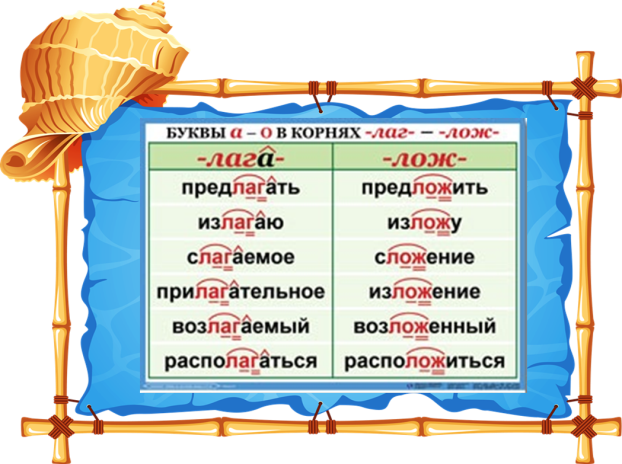 БУКВЫ а – О В КОРНЯХ -лаг- – -лож-
-лага- -лож-
предлагать предложить
излагаю изложу
слагаемое сложение
прилагательное изложение
возлагаемый возложенный
располагаться расположиться